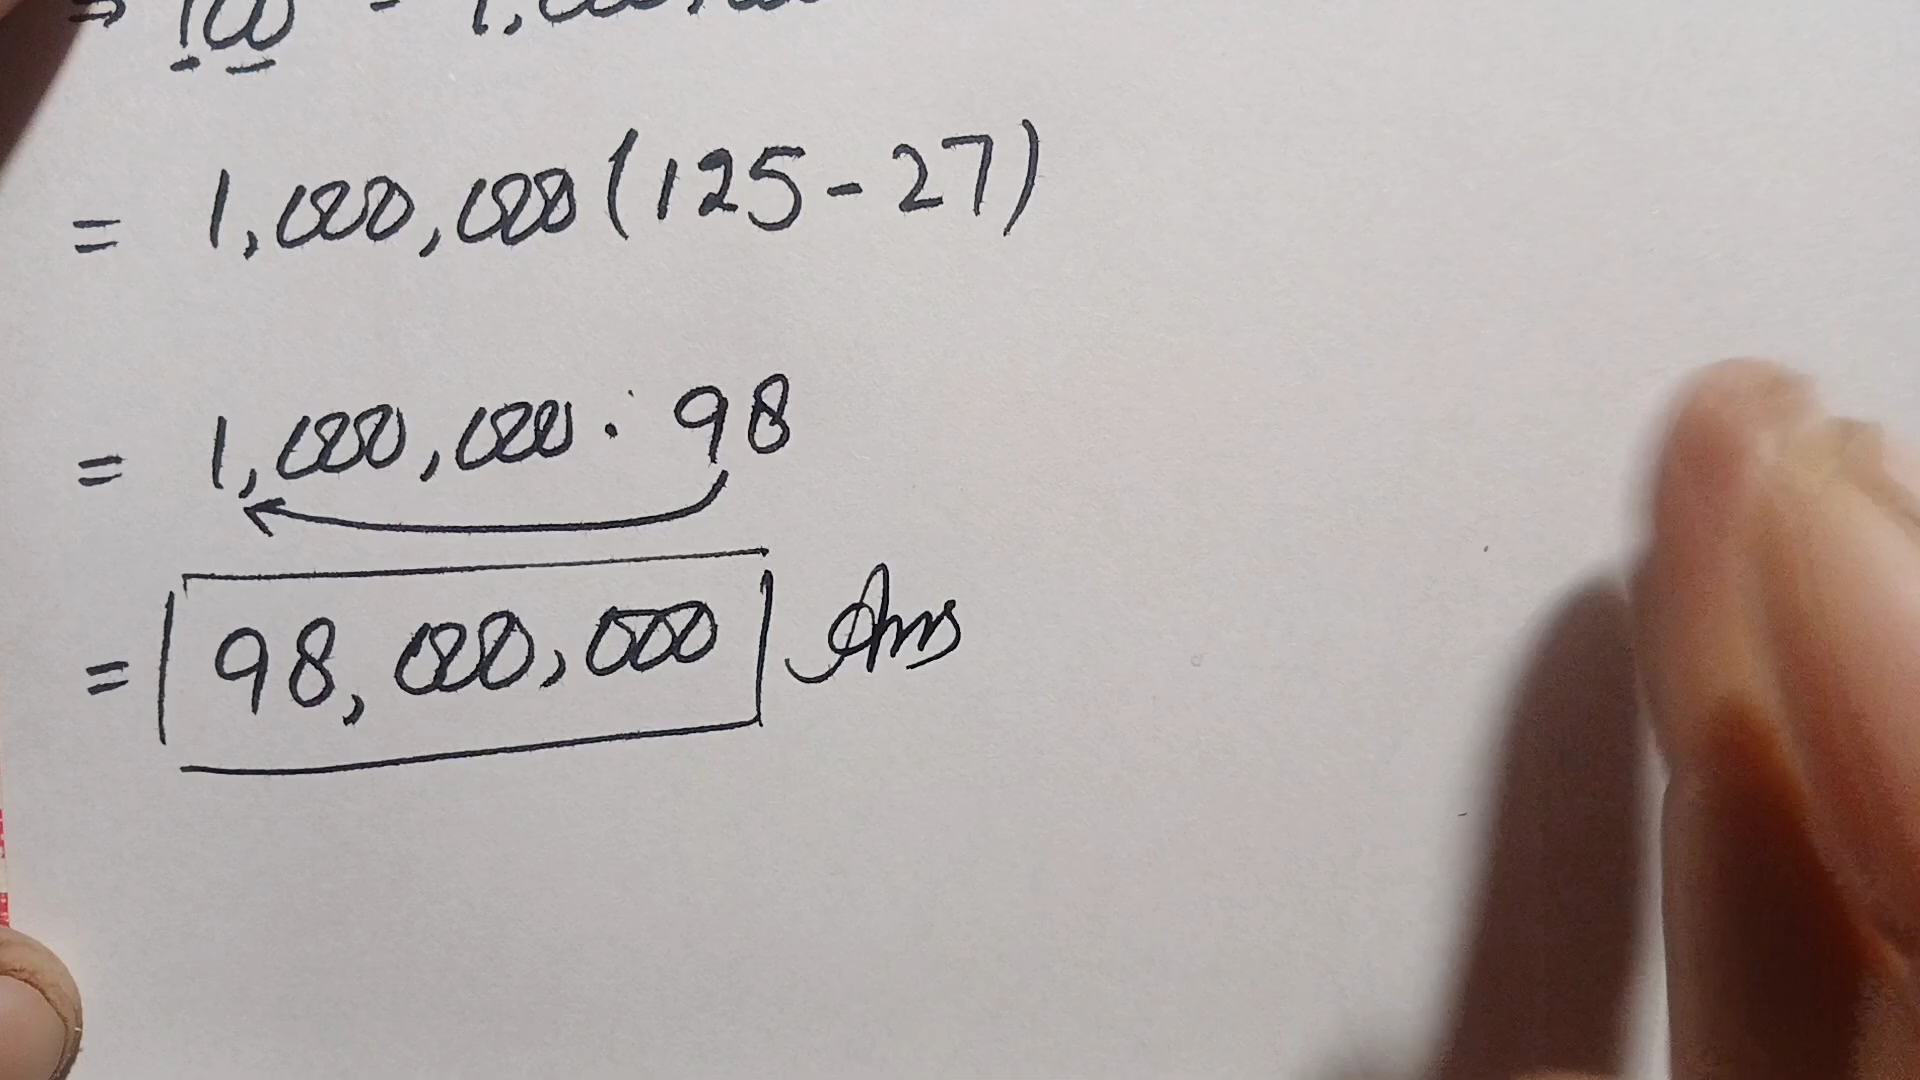 = 1,000,000(125-27)
= 1,000,000 . 98
= 98,000,000 Ans